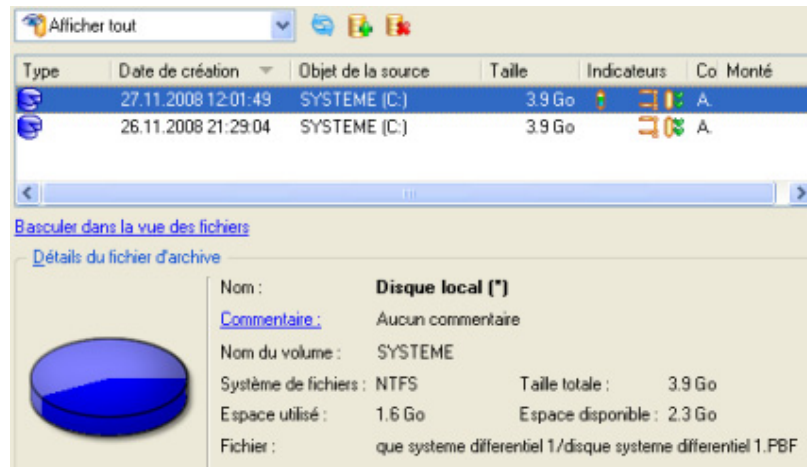 Afficher tout
Type Date de création Objet de la source Taille Indicateurs Co Monté
27.11.2008 12:01:49 SYSTEME (C:) 3.9 Go A.
26.11.2008 21:29:04 SYSTEME (C:) 3.9 Go A.
Basculer dans la vue des fichiers
Détails du fichier d'archive
Nom : Disque local (*)
Commentaire : Aucun commentaire
Nom du volume : SYSTEME
Système de fichiers : NTFS Taille totale : 3.9 Go
Espace utilisé : 1.6 Go Espace disponible : 2.3 Go
Fichier : que systeme differentiel 1/disque systeme differentiel 1.PBF